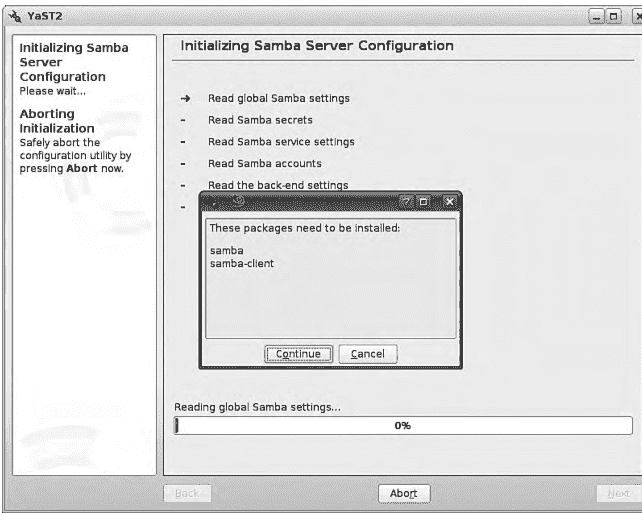 YaST2
Initializing Samba
Server
Configuration
Please wait...
Aborting
Initialization
Safely abort the
configuration utility by
pressing Abort now.
Initializing Samba Server Configuration
Read global Samba settings
- Read Samba secrets
- Read Samba service settings
- Read Samba accounts
- Read the back-end settings
-
These packages need to be installed:
samba
samba-client
Continue
Cancel
Reading global Samba settings...
0%
Back
Abort
Next